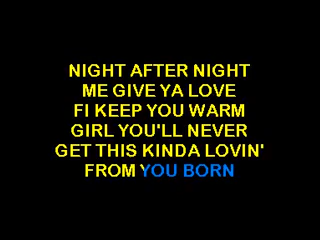 NIGHT AFTER NIGHT
ME GIVE YA LOVE
FI KEEP YOU WARM
GIRL YOU'LL NEVER
GET THIS KINDA LOVIN'
FROM YOU BORN